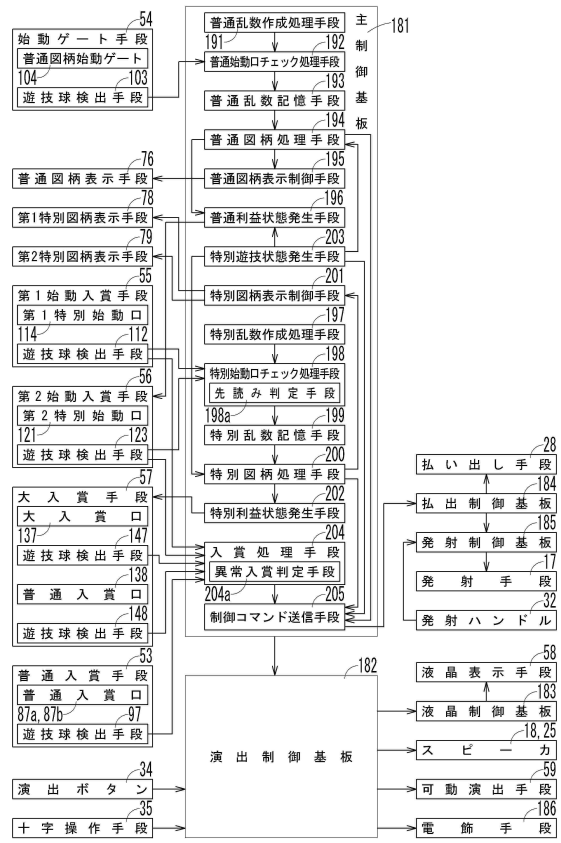 始動ゲート手段
54
普通図柄始動ゲート
104
103
遊技球検出手段
76
普通図柄表示手段
78
第1特別図柄表示手段
79
第2特別図柄表示手段
55
第1始動入賞手段
第1特別始動口
114
112
遊技球検出手段
56
第2始動入賞手段
第2特別始動口
121
123
遊技球検出手段
57
大入賞手段
大入賞口
137
147
遊技球検出手段
138
普通入賞口
148
遊技球検出手段
53
普通入賞手段
普通入賞口
87a, 87b
97
遊技球検出手段
34
演出ボタン
35
十字操作手段
主制御基板
181
普通乱数作成処理手段
191
192
普通始動口チェック処理手段
193
普通乱数記憶手段
194
普通図柄処理手段
195
普通図柄表示制御手段
196
普通利益状態発生手段
203
特別遊技状態発生手段
201
特別図柄表示制御手段
197
特別乱数作成処理手段
198
特別始動口チェック処理手段
先読み判定手段
198a
199
特別乱数記憶手段
200
特別図柄処理手段
202
特別利益状態発生手段
204
入賞処理手段
異常入賞判定手段
204a
205
制御コマンド送信手段
182
演出制御基板
28
払い出し手段
184
払出制御基板
185
発射制御基板
17
発射手段
32
発射ハンドル
58
液晶表示手段
183
液晶制御基板
18, 25
スピーカ
59
可動演出手段
186
電飾手段